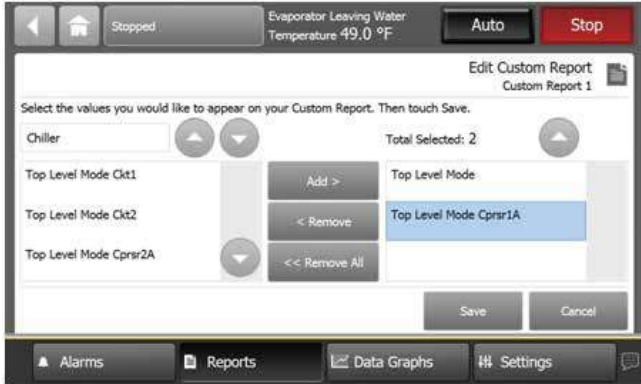 Stopped
Evaporator Leaving Water
Temperature 49.0 °F
Auto
Stop
Edit Custom Report
Custom Report 1
Select the values you would like to appear on your Custom Report. Then touch Save.
Chiller
Total Selected: 2
Top Level Mode Ckt1
Add >
Top Level Mode
Top Level Mode Ckt2
< Remove
Top Level Mode Cprsr1A
Top Level Mode Cprsr2A
<< Remove All
Save
Cancel
Alarms
Reports
Data Graphs
Settings